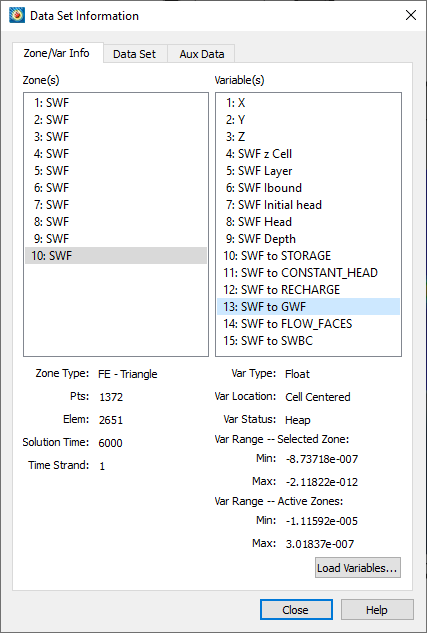 Data Set Information
Zone/Var Info Data Set Aux Data
Zone(s)
1: SWF
2: SWF
3: SWF
4: SWF
5: SWF
6: SWF
7: SWF
8: SWF
9: SWF
10: SWF
Variable(s)
1: X
2: Y
3: Z
4: SWF z Cell
5: SWF Layer
6: SWF Ibound
7: SWF Initial head
8: SWF Head
9: SWF Depth
10: SWF to STORAGE
11: SWF to CONSTANT_HEAD
12: SWF to RECHARGE
13: SWF to GWF
14: SWF to FLOW_FACES
15: SWF to SWBC
Zone Type: FE - Triangle
Pts: 1372
Elem: 2651
Solution Time: 6000
Time Strand: 1
Var Type: Float
Var Location: Cell Centered
Var Status: Heap
Var Range -- Selected Zone:
Min: -8.73718e-007
Max: -2.11822e-012
Var Range -- Active Zones:
Min: -1.11592e-005
Max: 3.01837e-007
Load Variables...
Close Help